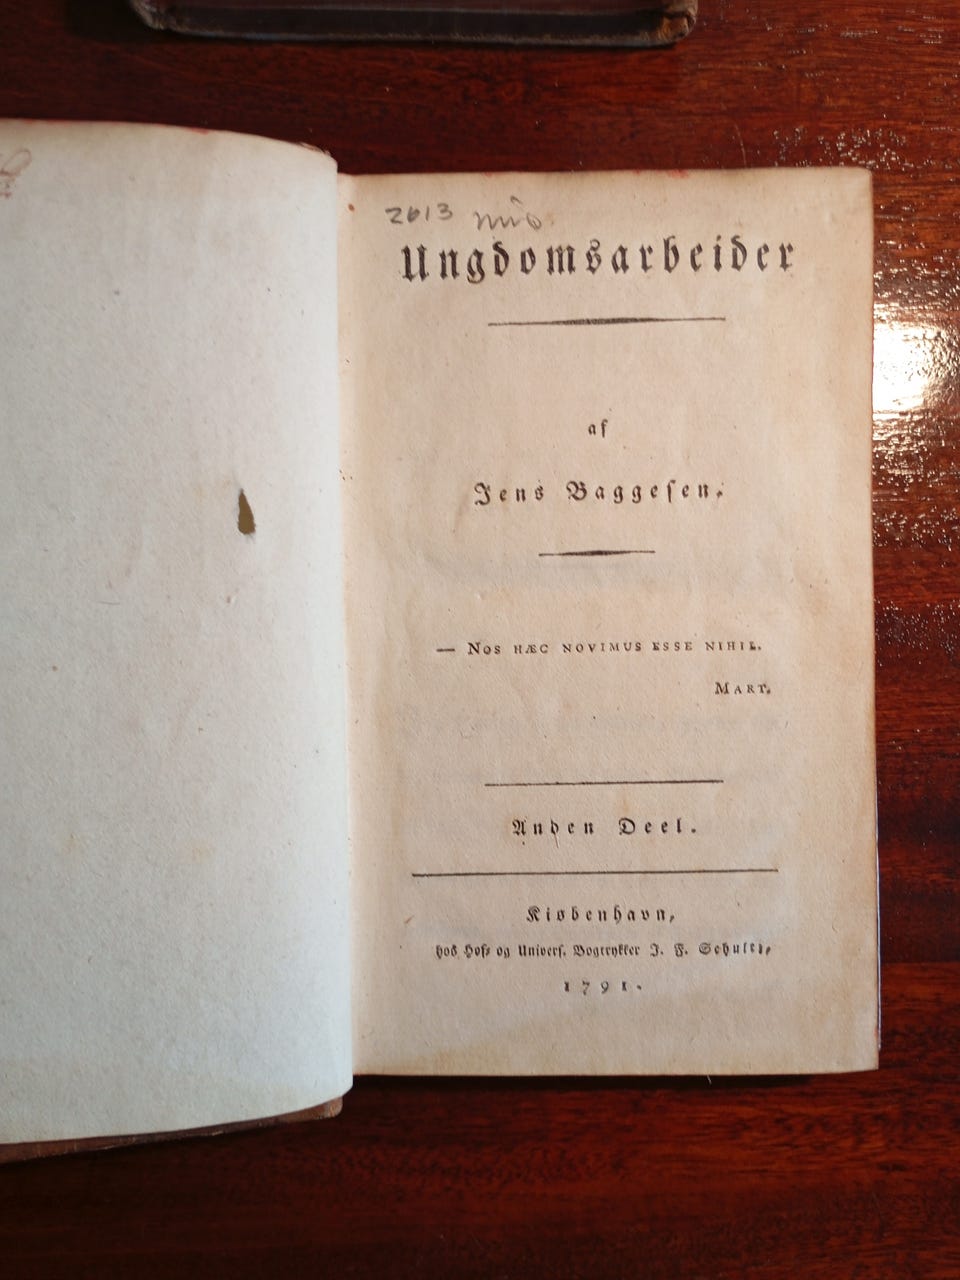 2613
Ungdomsarbeider
af
Jens Baggesen.
— Nos hæc novimus esse nihil.
Mart.
Anden Deel.
Kiøbenhavn,
hos Hof- og Univers. Bogtrykker J. F. Schultz,
1791.